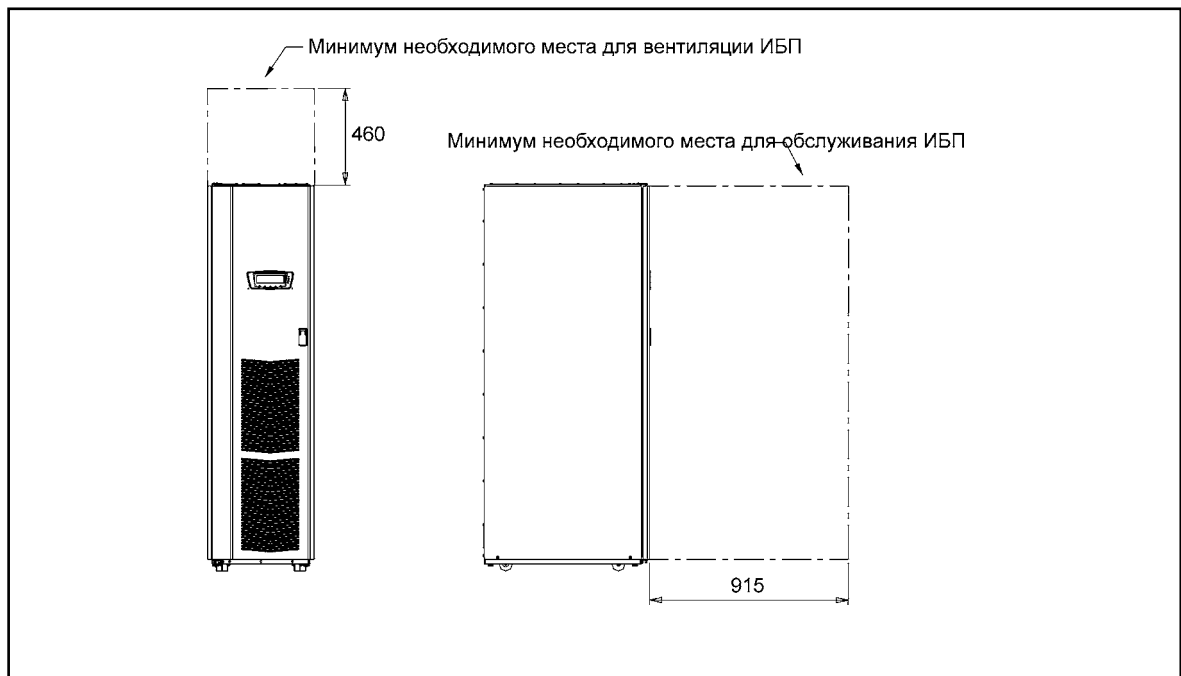 Минимум необходимого места для вентиляции ИБП
460
Минимум необходимого места для обслуживания ИБП
915